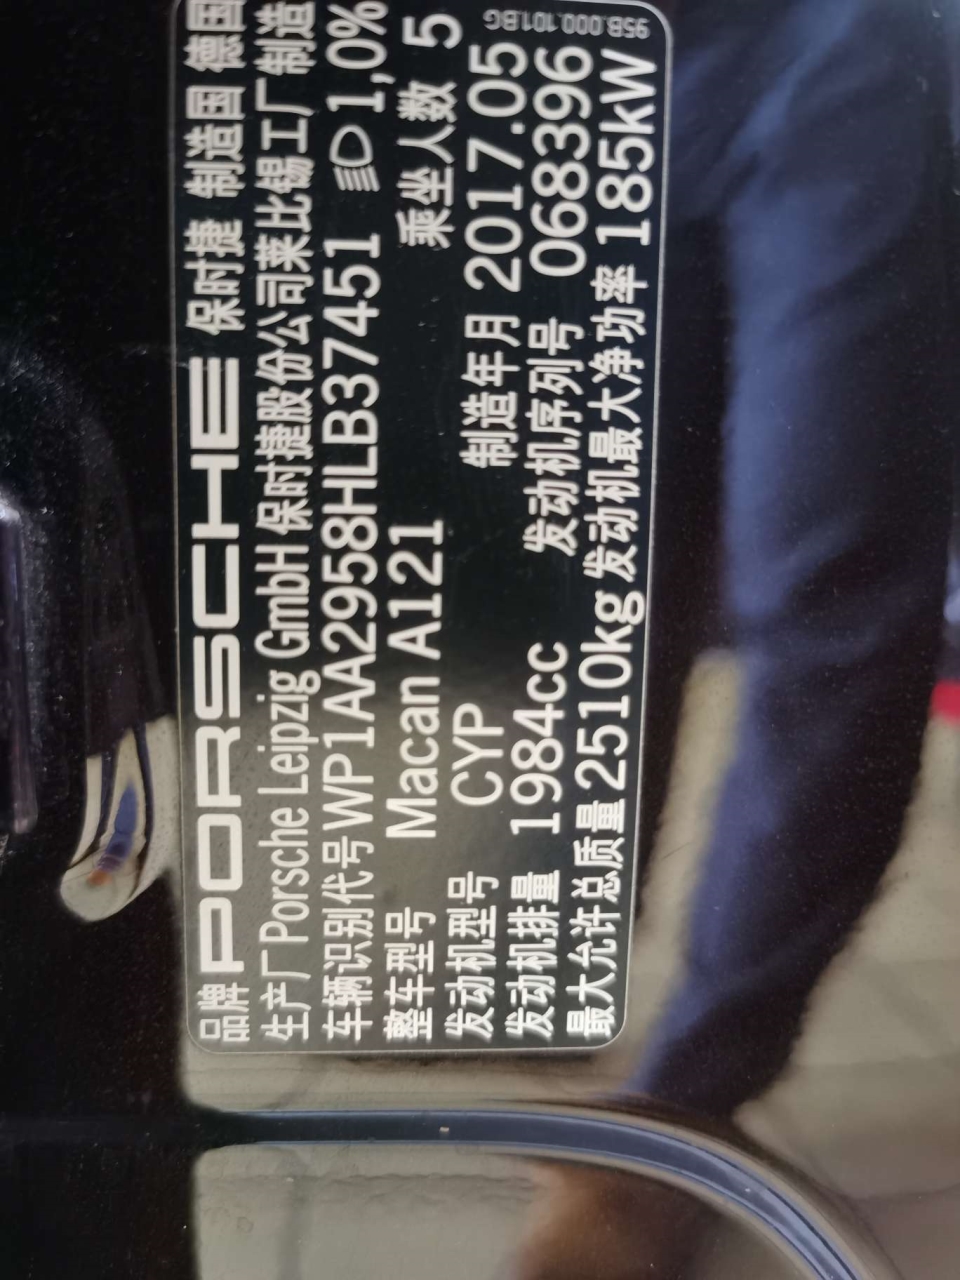 品牌 PORSCHE 保时捷 制造国 德国
生产厂 Porsche Leipzig GmbH 保时捷股份公司莱比锡工厂 制造
车辆识别代号 WP1AA2958HLB37451 1,0%
整车型号 Macan A121 乘坐人数 5
发动机型号 CYP 制造年月 2017.05
发动机排量 1984cc 发动机序列号 068396
最大允许总质量 2510kg 发动机最大净功率 185kW
95B.000.101.BG